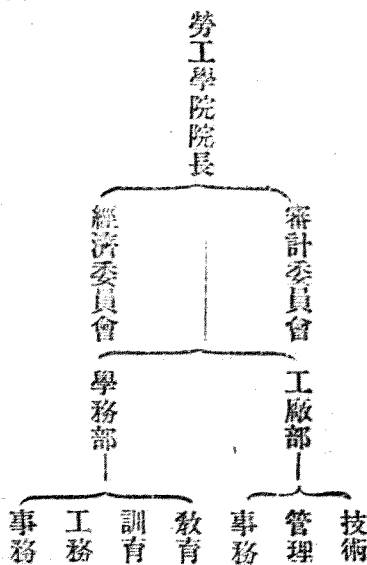 勞工學院院長
審計委員會
經濟委員會
工廠部
學務部
技術
管理
事務
教育
訓育
工務
事務